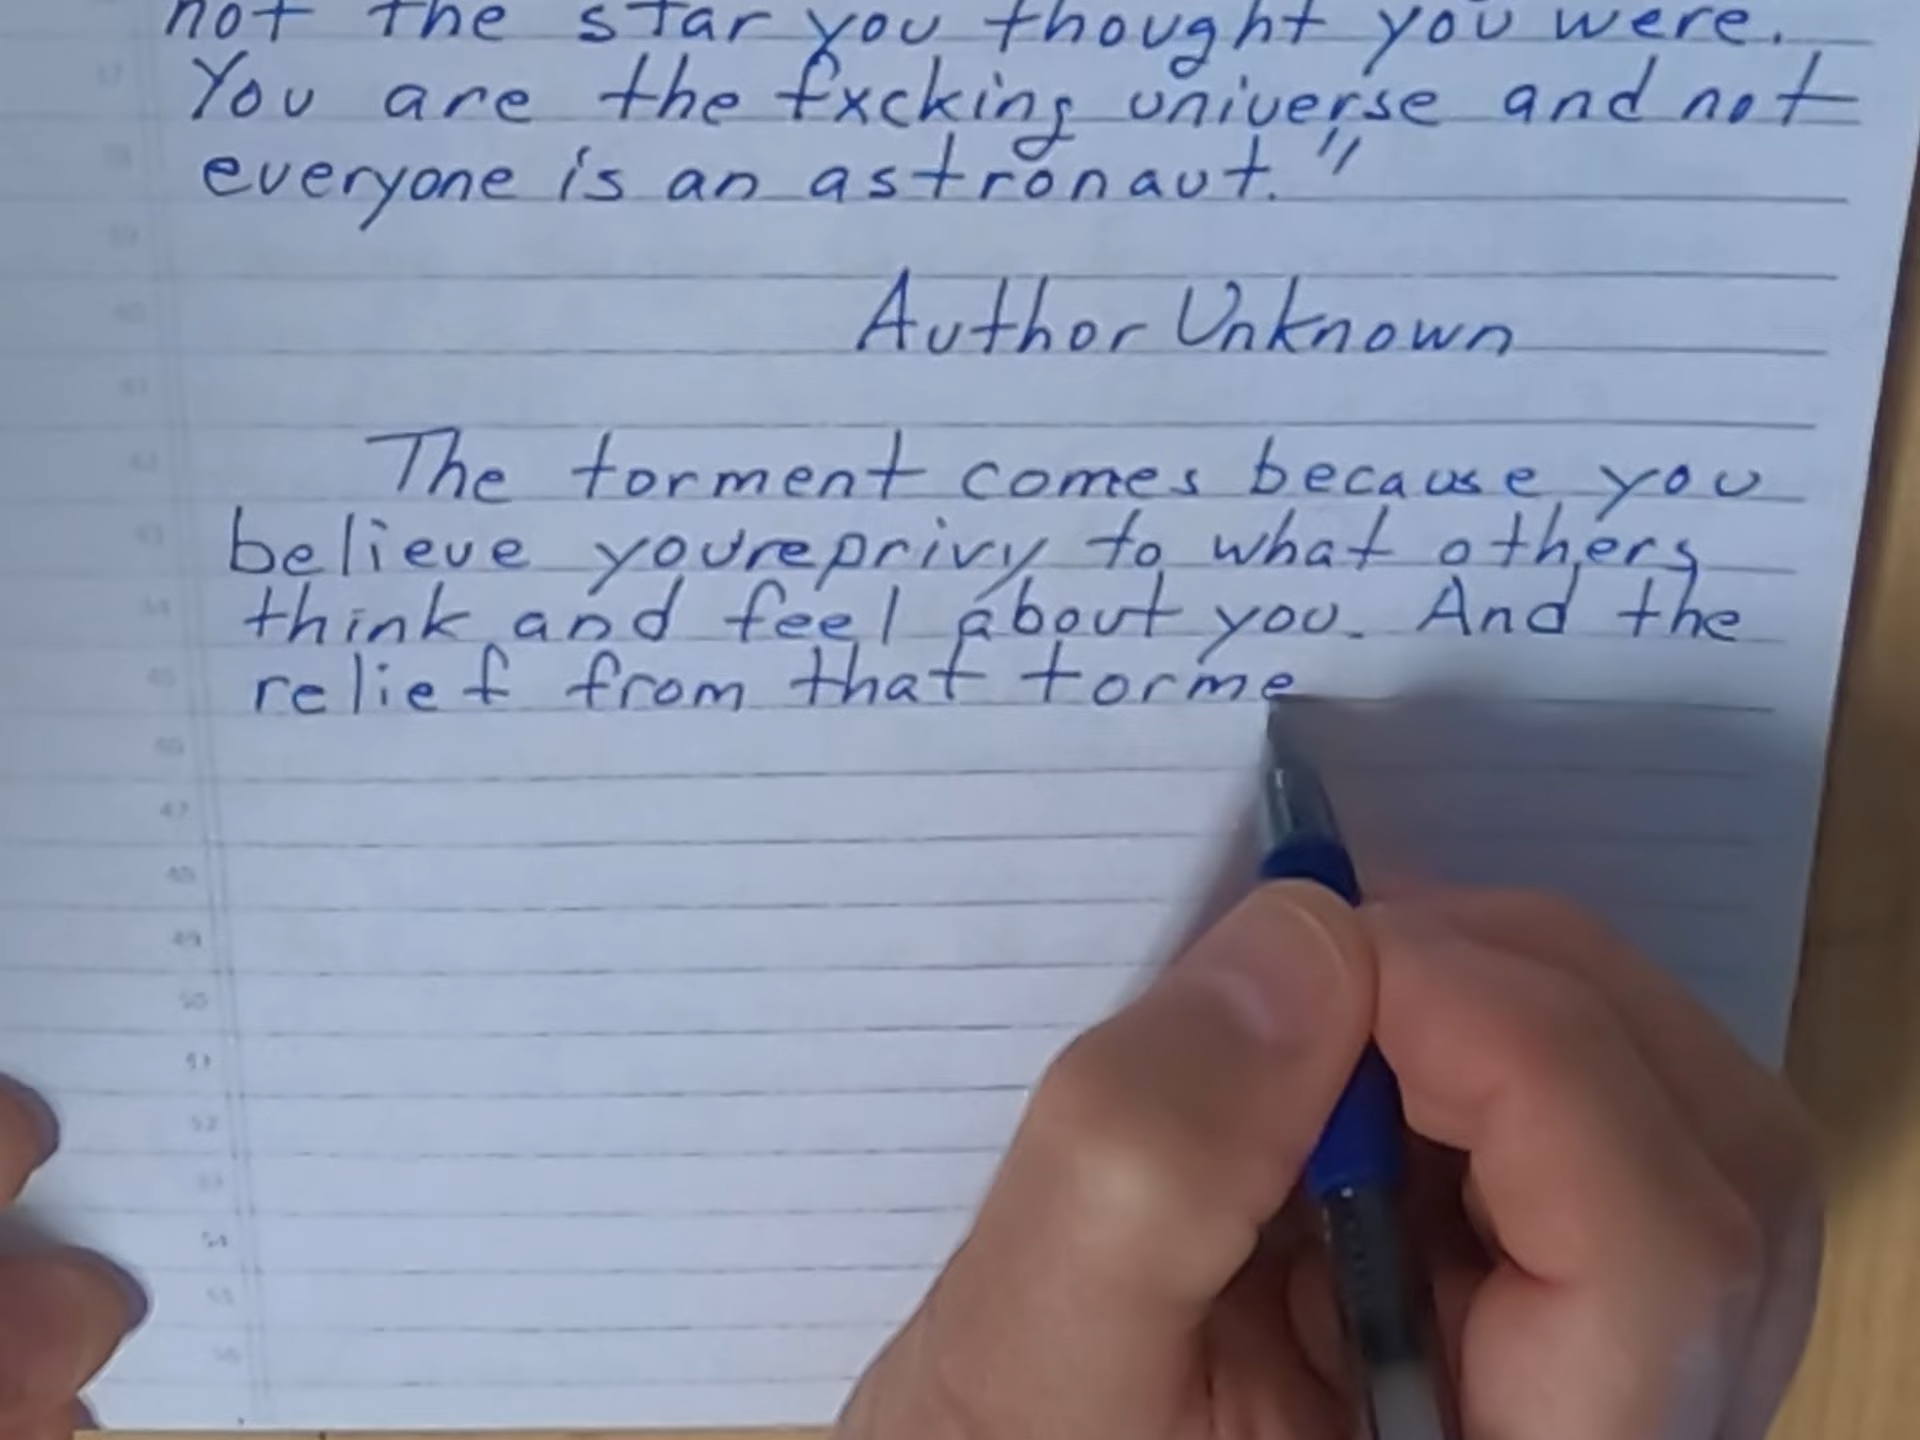 not the star you thought you were.
You are the fxcking universe and not
everyone is an astronaut."
Author Unknown
The torment comes because you
believe youreprivy to what others
think and feel about you. And the
relief from that torme